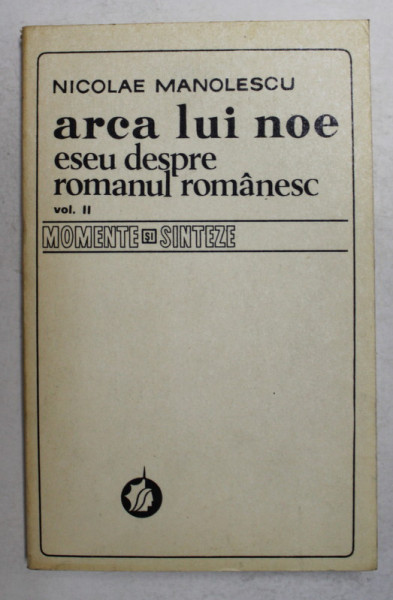 NICOLAE MANOLESCU
arca lui noe
eseu despre
romanul românesc
vol. II
MOMENTE ȘI SINTEZE